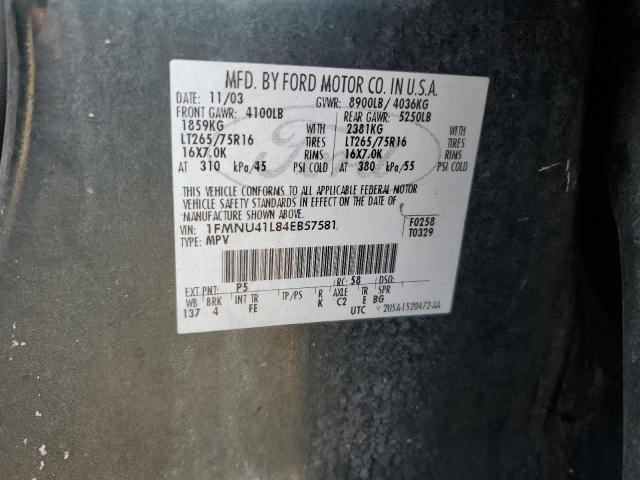 MFD. BY FORD MOTOR CO. IN U.S.A.
DATE: 11/03 GVWR: 8900LB/ 4036KG
FRONT GAWR: 4100LB REAR GAWR: 5250LB
1859KG WITH 2381KG WITH
LT265/75R16 TIRES LT265/75R16 TIRES
16X7.0K RIMS 16X7.0K RIMS
AT 310 kPa/45 PSI COLD AT 380 kPa/55 PSI COLD
Ford
THIS VEHICLE CONFORMS TO ALL APPLICABLE FEDERAL MOTOR
VEHICLE SAFETY STANDARDS IN EFFECT ON THE DATE OF
MANUFACTURE SHOWN ABOVE.
VIN: 1FMNU41L84EB57581 F0258
TYPE: MPV T0329
EXT PNT: P5 RC: 58 DSO:
WB BRK INT TR TP/PS R AXLE TR SPR
137 4 FE K C2 E BG
UTC 2U5A-1520472-AA